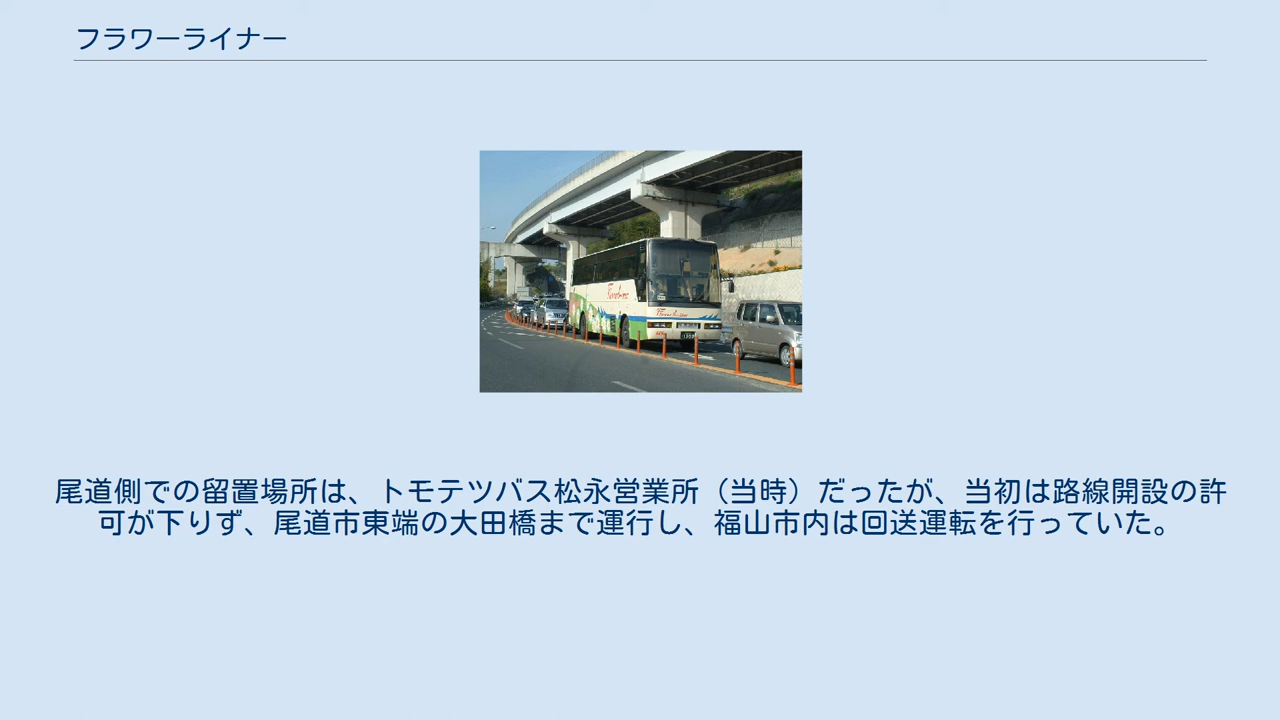 フラワーライナー
尾道側での留置場所は、トモテツバス松永営業所（当時）だったが、当初は路線開設の許
可が下りず、尾道市東端の大田橋まで運行し、福山市内は回送運転を行っていた。